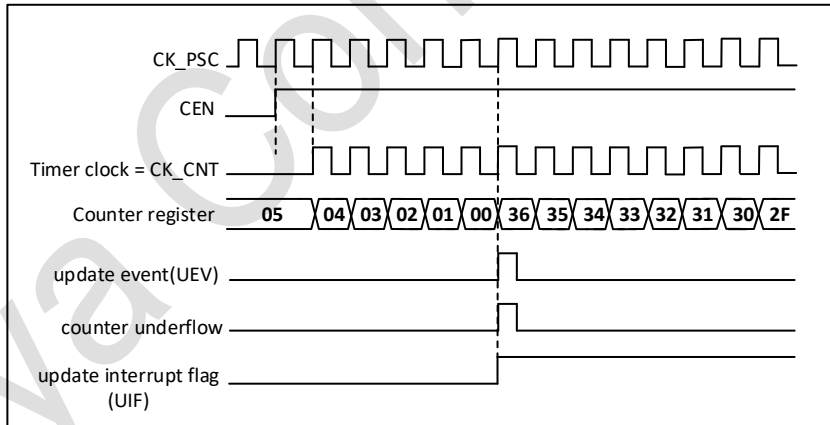 CK_PSC
CEN
Timer clock = CK_CNT
Counter register 05 04 03 02 01 00 36 35 34 33 32 31 30 2F
update event(UEV)
counter underflow
update interrupt flag
(UIF)